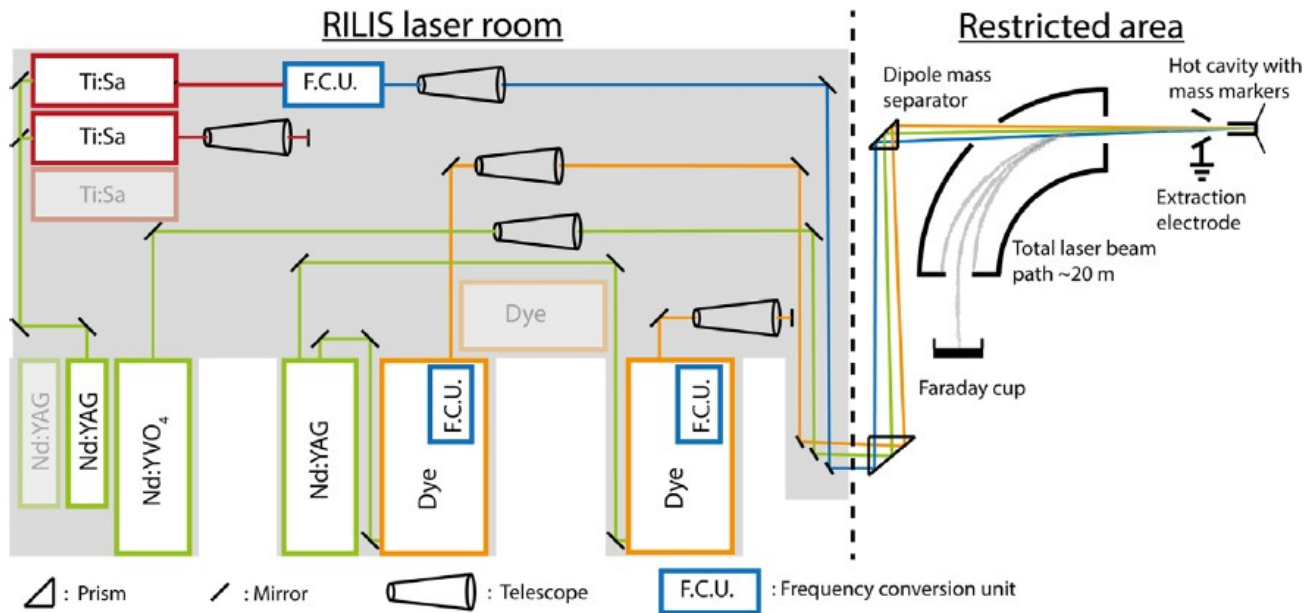 RILIS laser room
Restricted area
Ti:Sa
F.C.U.
Ti:Sa
Ti:Sa
Dye
Nd:YAG
Nd:YAG
Nd:YVO₄
Nd:YAG
Dye
F.C.U.
Dye
F.C.U.
Dipole mass
separator
Hot cavity with
mass markers
Extraction
electrode
Total laser beam
path ~20 m
Faraday cup
: Prism
: Mirror
: Telescope
F.C.U.
: Frequency conversion unit